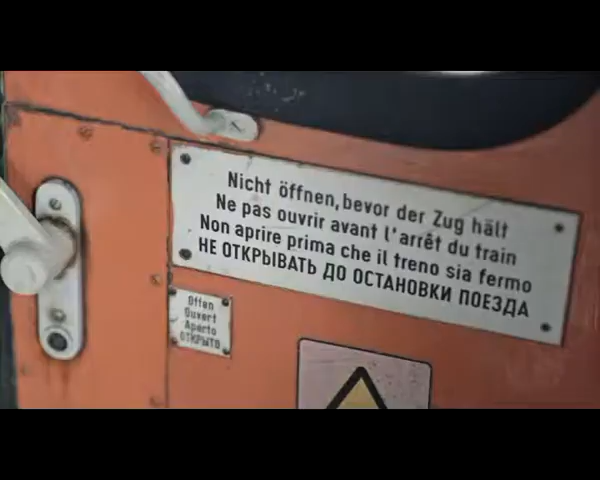 Nicht öffnen, bevor der Zug hält
Ne pas ouvrir avant l'arrêt du train
Non aprire prima che il treno sia fermo
НЕ ОТКРЫВАТЬ ДО ОСТАНОВКИ ПОЕЗДА
Offen
Ouvert
Aperto
ОТКРЫТО